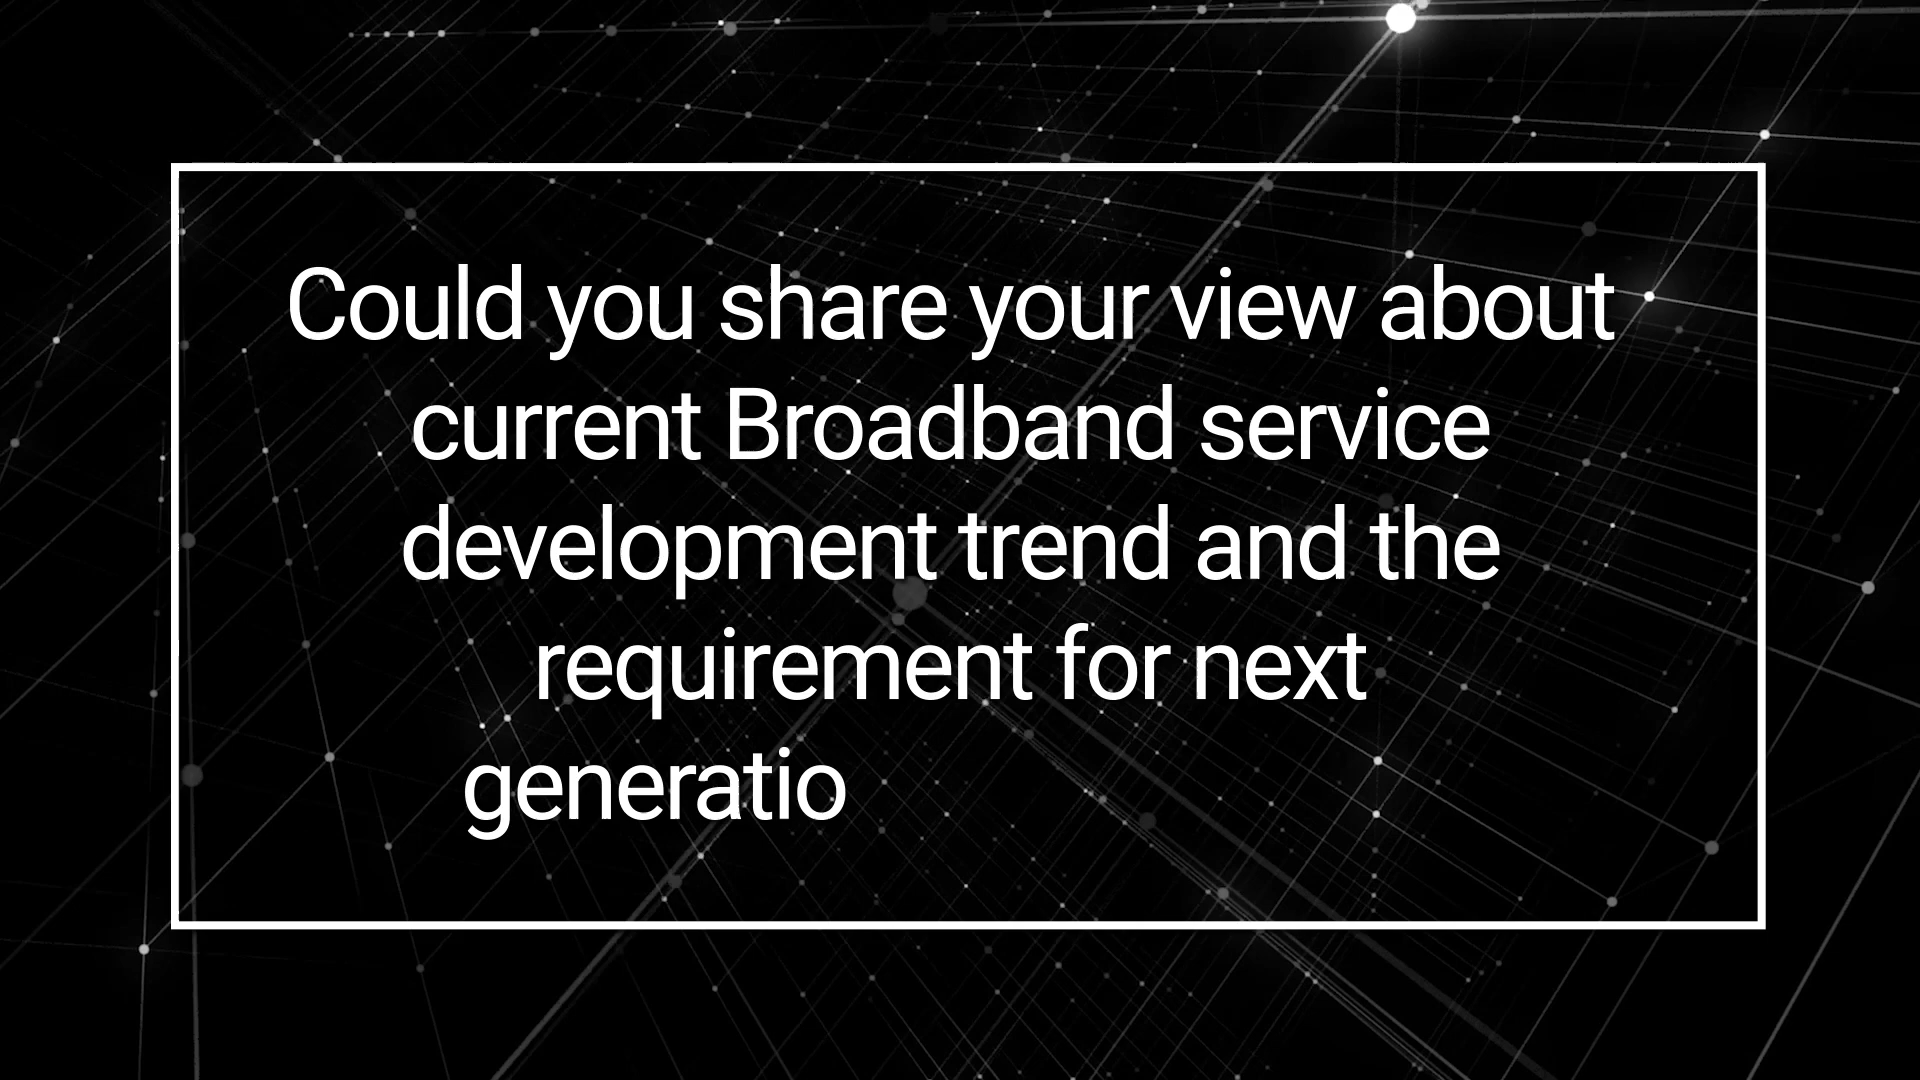 Could you share your view about
current Broadband service
development trend and the
requirement for next
generatio